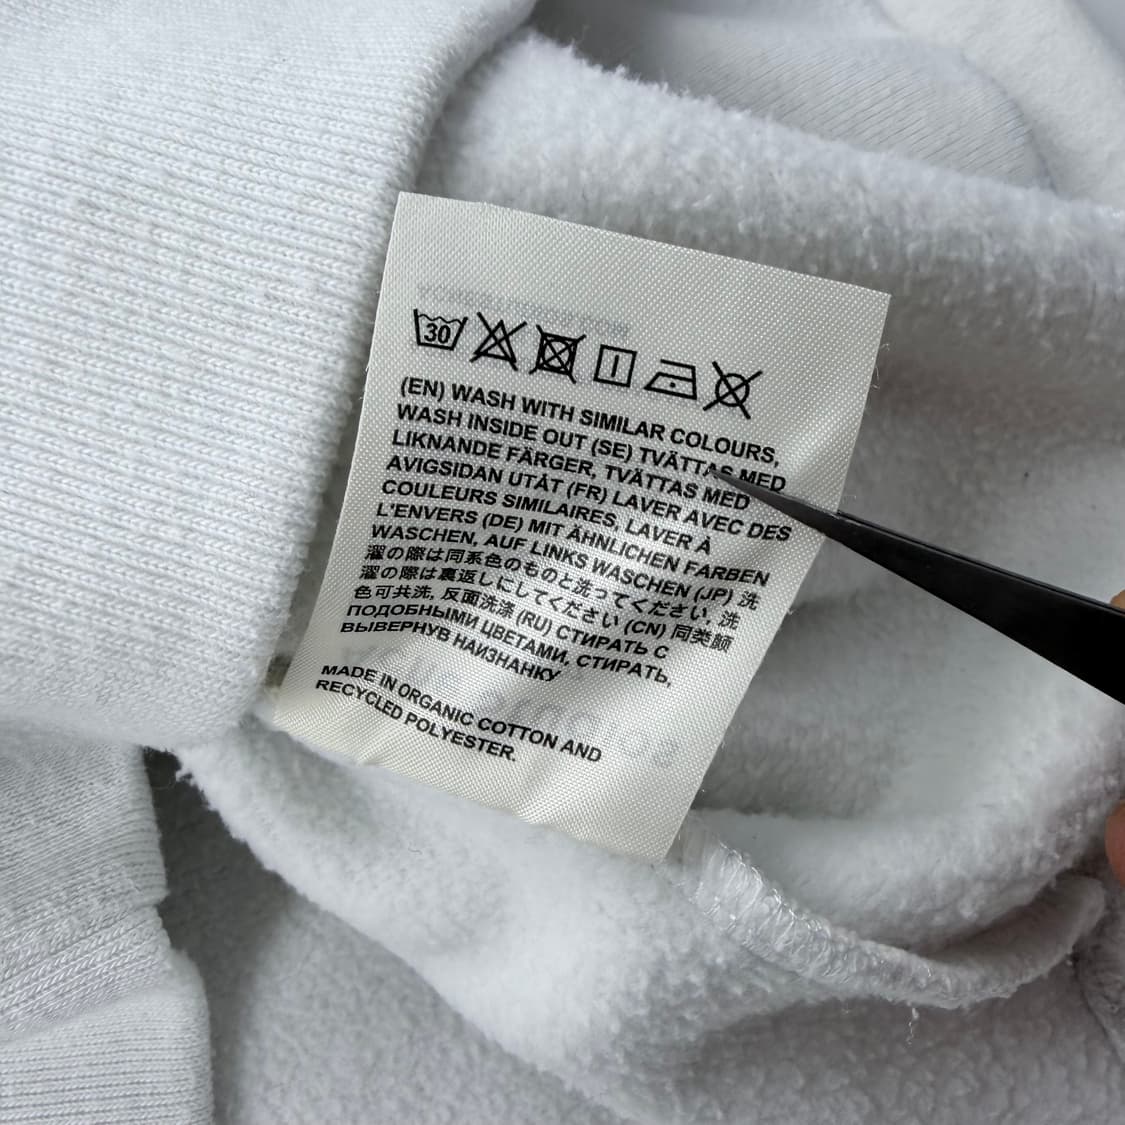 30
(EN) WASH WITH SIMILAR COLOURS,
WASH INSIDE OUT (SE) TVÄTTAS MED
LIKNANDE FÄRGER, TVÄTTAS MED
AVIGSIDAN UTÅT (FR) LAVER AVEC DES
COULEURS SIMILAIRES, LAVER À
L'ENVERS (DE) MIT ÄHNLICHEN FARBEN
WASCHEN, AUF LINKS WASCHEN (JP) 洗
濯の際は同系色のものと洗ってください, 洗
濯の際は裏返しにしてください (CN) 同类颜
色可共洗, 反面洗涤 (RU) СТИРАТЬ С
ПОДОБНЫМИ ЦВЕТАМИ, СТИРАТЬ,
ВЫВЕРНУВ НАИЗНАНКУ
MADE IN ORGANIC COTTON AND
RECYCLED POLYESTER.